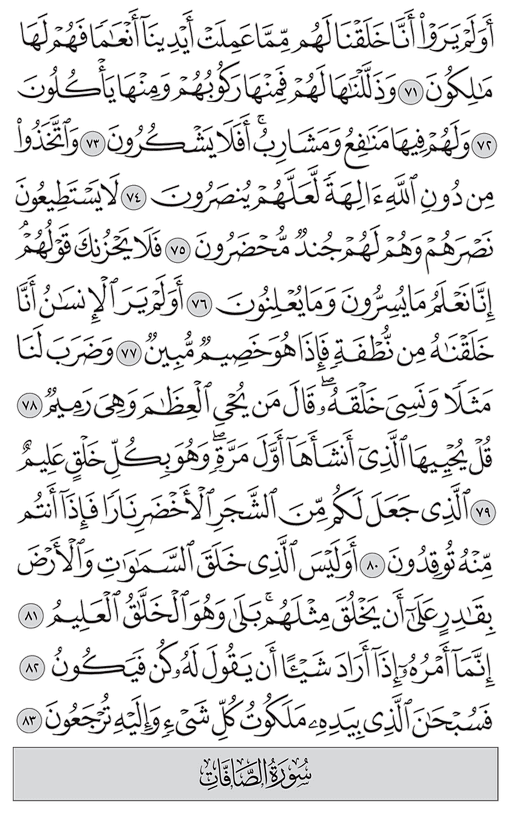 أَوَلَمْ يَرَوْا۟ أَنَّا خَلَقْنَا لَهُم مِّمَّا عَمِلَتْ أَيْدِينَآ أَنْعَـٰمًا فَهُمْ لَهَا
مَـٰلِكُونَ ٧١ وَذَلَّلْنَـٰهَا لَهُمْ فَمِنْهَا رَكُوبُهُمْ وَمِنْهَا يَأْكُلُونَ
٧٢ وَلَهُمْ فِيهَا مَنَـٰفِعُ وَمَشَارِبُ ۖ أَفَلَا يَشْكُرُونَ ٧٣ وَٱتَّخَذُوا۟
مِن دُونِ ٱللَّهِ ءَالِهَةً لَّعَلَّهُمْ يُنصَرُونَ ٧٤ لَا يَسْتَطِيعُونَ
نَصْرَهُمْ وَهُمْ لَهُمْ جُندٌ مُّحْضَرُونَ ٧٥ فَلَا يَحْزُنكَ قَوْلُهُمْ ۘ
إِنَّا نَعْلَمُ مَا يُسِرُّونَ وَمَا يُعْلِنُونَ ٧٦ أَوَلَمْ يَرَ ٱلْإِنسَـٰنُ أَنَّا
خَلَقْنَـٰهُ مِن نُّطْفَةٍ فَإِذَا هُوَ خَصِيمٌ مُّبِينٌ ٧٧ وَضَرَبَ لَنَا
مَثَلًا وَنَسِىَ خَلْقَهُۥ ۖ قَالَ مَن يُحْىِ ٱلْعِظَـٰمَ وَهِىَ رَمِيمٌ ٧٨
قُلْ يُحْيِيهَا ٱلَّذِىٓ أَنشَأَهَآ أَوَّلَ مَرَّةٍ ۖ وَهُوَ بِكُلِّ خَلْقٍ عَلِيمٌ
٧٩ ٱلَّذِى جَعَلَ لَكُم مِّنَ ٱلشَّجَرِ ٱلْأَخْضَرِ نَارًا فَإِذَآ أَنتُم
مِّنْهُ تُوقِدُونَ ٨٠ أَوَلَيْسَ ٱلَّذِى خَلَقَ ٱلسَّمَـٰوَٰتِ وَٱلْأَرْضَ
بِقَـٰدِرٍ عَلَىٰٓ أَن يَخْلُقَ مِثْلَهُم ۚ بَلَىٰ وَهُوَ ٱلْخَلَّـٰقُ ٱلْعَلِيمُ ٨١
إِنَّمَآ أَمْرُهُۥٓ إِذَآ أَرَادَ شَيْـًٔا أَن يَقُولَ لَهُۥ كُن فَيَكُونُ ٨٢
فَسُبْحَـٰنَ ٱلَّذِى بِيَدِهِۦ مَلَكُوتُ كُلِّ شَىْءٍ وَإِلَيْهِ تُرْجَعُونَ ٨٣
سُورَةُ الصَّافَّاتِ